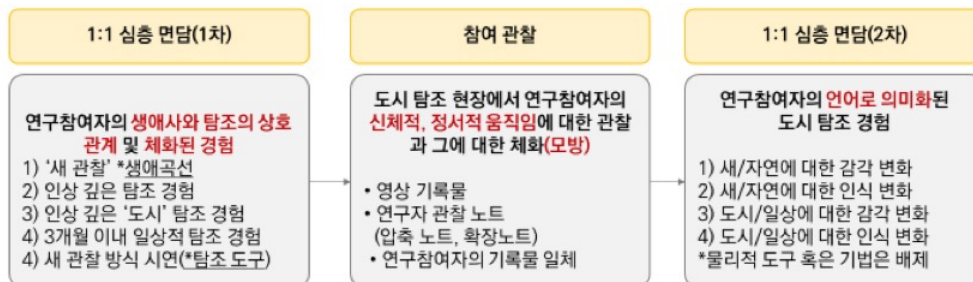 1:1 심층 면담(1차)
연구참여자의 생애사와 탐조의 상호
관계 및 체화된 경험
1) ‘새 관찰’ *생애곡선
2) 인상 깊은 탐조 경험
3) 인상 깊은 ‘도시’ 탐조 경험
4) 3개월 이내 일상적 탐조 경험
4) 새 관찰 방식 시연(*탐조 도구)
참여 관찰
도시 탐조 현장에서 연구참여자의
신체적, 정서적 움직임에 대한 관찰
과 그에 대한 체화(모방)
• 영상 기록물
• 연구자 관찰 노트
(압축 노트, 확장노트)
• 연구참여자의 기록물 일체
1:1 심층 면담(2차)
연구참여자의 언어로 의미화된
도시 탐조 경험
1) 새/자연에 대한 감각 변화
2) 새/자연에 대한 인식 변화
3) 도시/일상에 대한 감각 변화
4) 도시/일상에 대한 인식 변화
*물리적 도구 혹은 기법은 배제